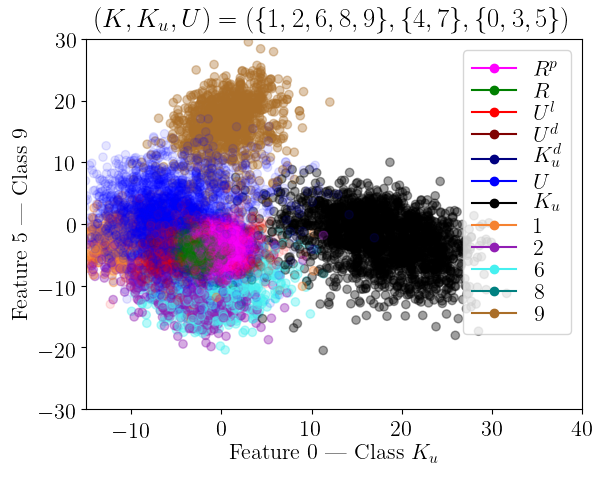 (K, K_u, U) = ({1, 2, 6, 8, 9}, {4, 7}, {0, 3, 5})
30
20
10
0
−10
−20
−30
Feature 5 — Class 9
−10
0
10
20
30
40
Feature 0 — Class K_u
R^p
R
U^l
U^d
K_u^d
U
K_u
1
2
6
8
9